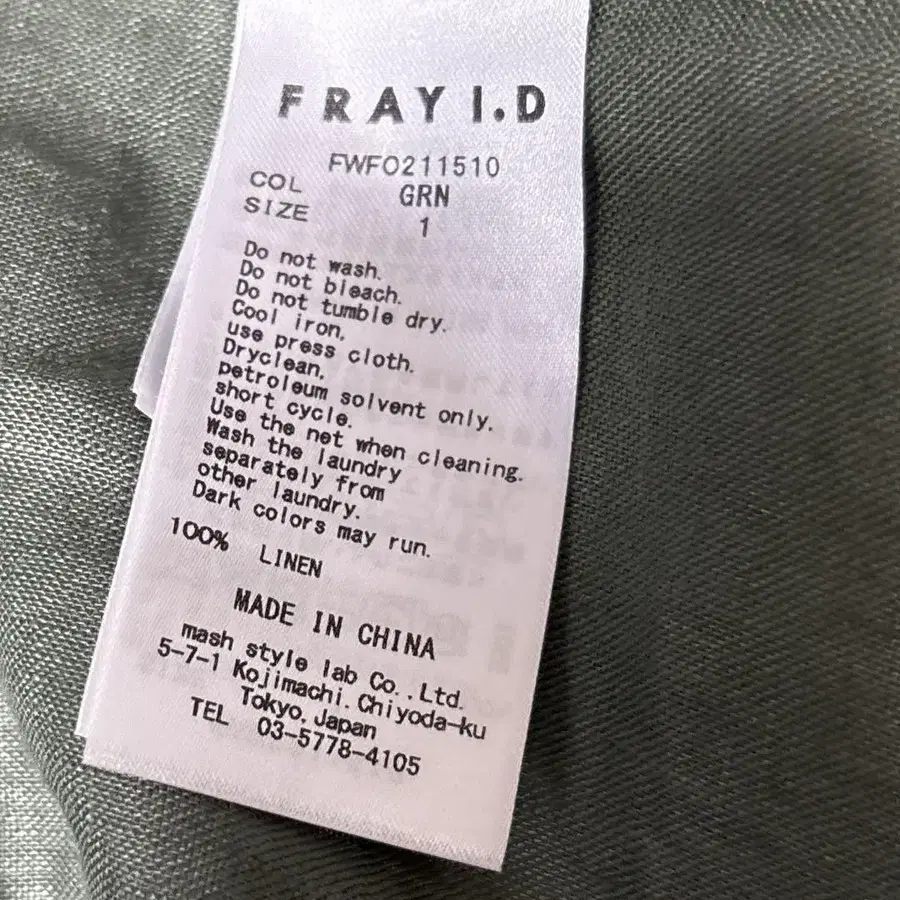 FRAY I.D
FWFO211510
COL GRN
SIZE 1
Do not wash.
Do not bleach.
Do not tumble dry.
Cool iron,
use press cloth.
Dryclean,
petroleum solvent only,
short cycle.
Use the net when cleaning.
Wash the laundry
separately from
other laundry.
Dark colors may run.
100% LINEN
MADE IN CHINA
mash style lab Co.,Ltd.
5-7-1 Kojimachi.Chiyoda-ku
Tokyo,Japan
TEL 03-5778-4105